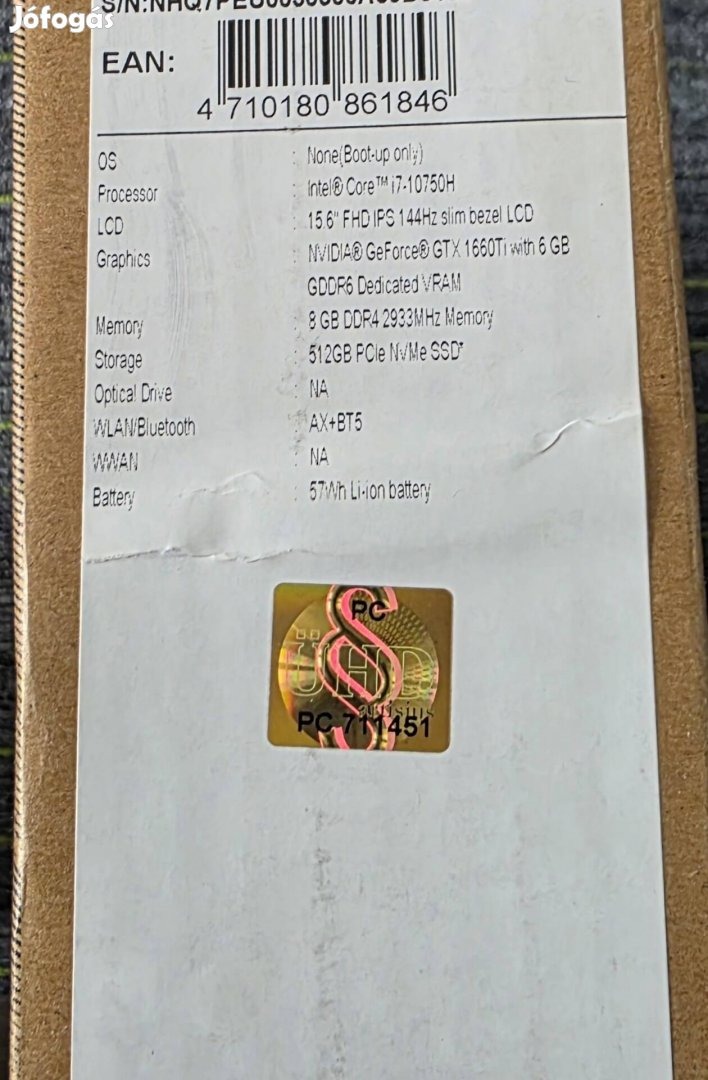 Jófogás
EAN:
4 710180 861846
OS : None(Boot-up only)
Processor : Intel® Core™ i7-10750H
LCD : 15.6" FHD IPS 144Hz slim bezel LCD
Graphics : NVIDIA® GeForce® GTX 1660Ti with 6 GB
GDDR6 Dedicated VRAM
Memory : 8 GB DDR4 2933MHz Memory
Storage : 512GB PCIe NVMe SSD*
Optical Drive : NA
WLAN/Bluetooth : AX+BT5
WWAN : NA
Battery : 57Wh Li-ion battery
PC
PC 711451